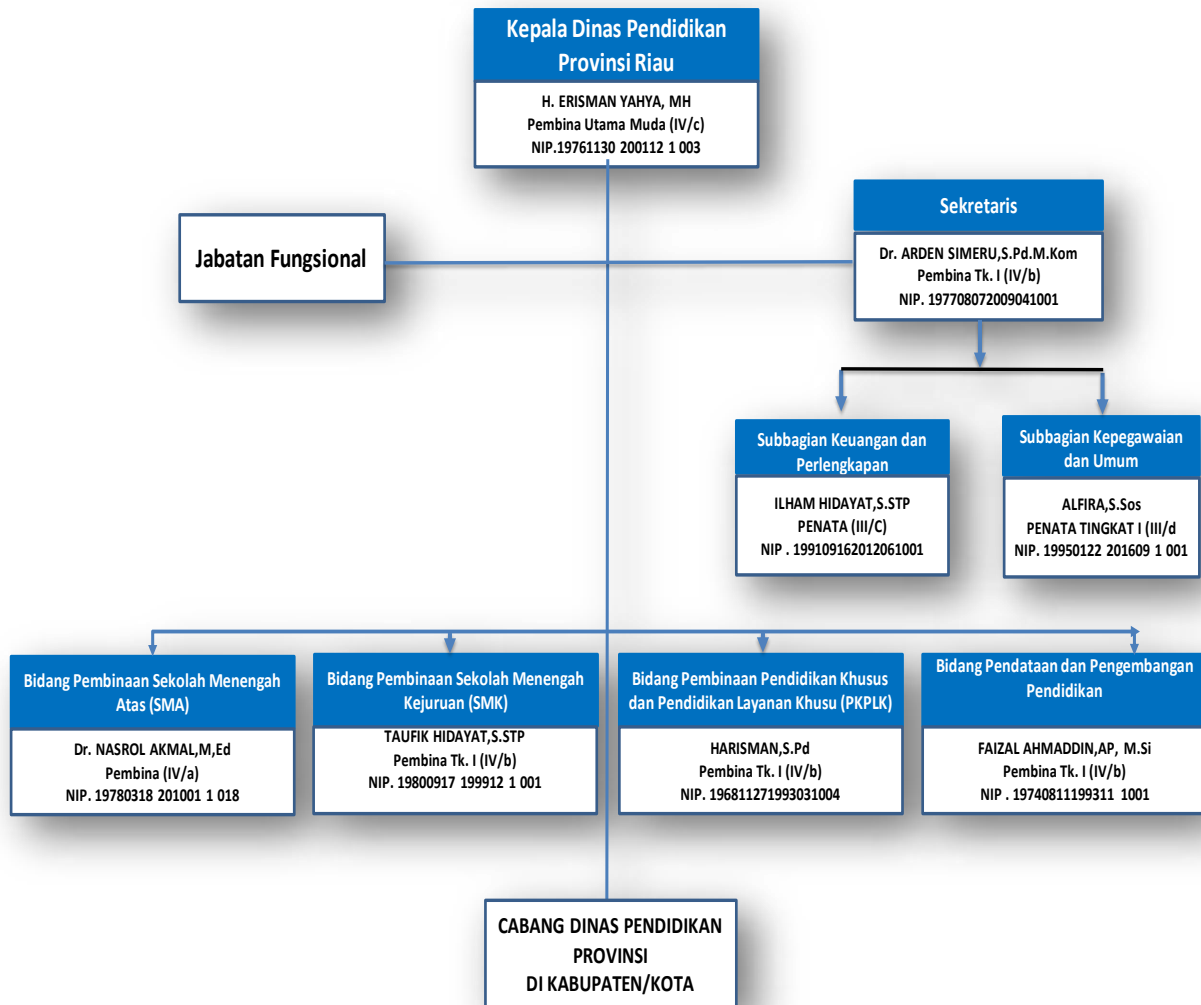 Kepala Dinas Pendidikan
Provinsi Riau
H. ERISMAN YAHYA, MH
Pembina Utama Muda (IV/c)
NIP.19761130 200112 1 003
Sekretaris
Dr. ARDEN SIMERU,S.Pd.M.Kom
Pembina Tk. I (IV/b)
NIP. 197708072009041001
Jabatan Fungsional
Subbagian Keuangan dan
Perlengkapan
ILHAM HIDAYAT,S.STP
PENATA (III/C)
NIP . 199109162012061001
Subbagian Kepegawaian
dan Umum
ALFIRA,S.Sos
PENATA TINGKAT I (III/d
NIP. 19950122 201609 1 001
Bidang Pembinaan Sekolah Menengah
Atas (SMA)
Dr. NASROL AKMAL,M,Ed
Pembina (IV/a)
NIP. 19780318 201001 1 018
Bidang Pembinaan Sekolah Menengah
Kejuruan (SMK)
TAUFIK HIDAYAT,S.STP
Pembina Tk. I (IV/b)
NIP. 19800917 199912 1 001
Bidang Pembinaan Pendidikan Khusus
dan Pendidikan Layanan Khusu (PKPLK)
HARISMAN,S.Pd
Pembina Tk. I (IV/b)
NIP. 196811271993031004
Bidang Pendataan dan Pengembangan
Pendidikan
FAIZAL AHMADDIN,AP, M.Si
Pembina Tk. I (IV/b)
NIP . 19740811199311 1001
CABANG DINAS PENDIDIKAN
PROVINSI
DI KABUPATEN/KOTA